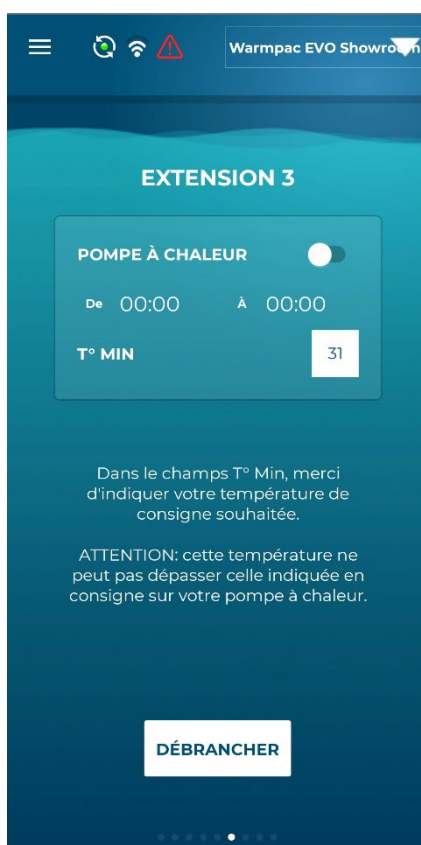 Warmpac EVO Showroom
EXTENSION 3
POMPE À CHALEUR
De 00:00 À 00:00
T° MIN 31
Dans le champs T° Min, merci
d'indiquer votre température de
consigne souhaitée.
ATTENTION: cette température ne
peut pas dépasser celle indiquée en
consigne sur votre pompe à chaleur.
DÉBRANCHER